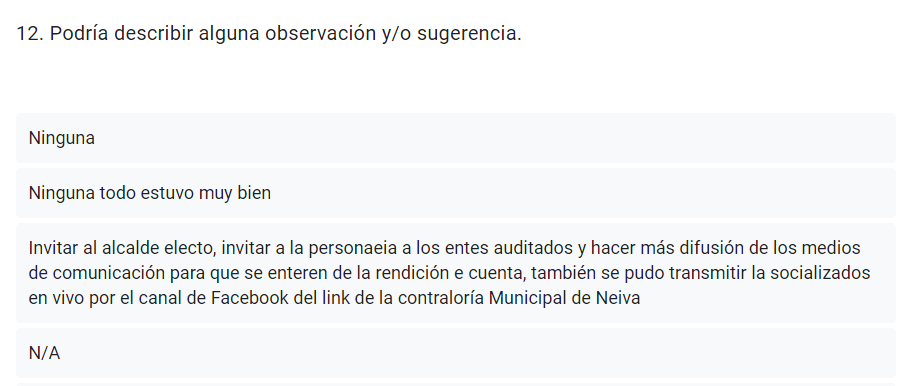 12. Podría describir alguna observación y/o sugerencia.
Ninguna
Ninguna todo estuvo muy bien
Invitar al alcalde electo, invitar a la personaeia a los entes auditados y hacer más difusión de los medios
de comunicación para que se enteren de la rendición e cuenta, también se pudo transmitir la socializados
en vivo por el canal de Facebook del link de la contraloría Municipal de Neiva
N/A